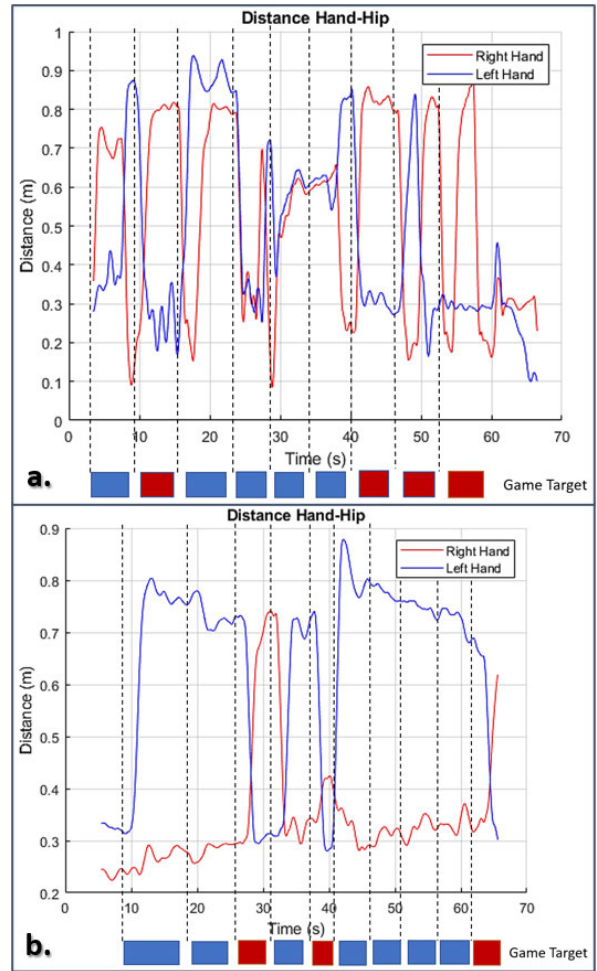 Distance Hand-Hip
1
0.9
0.8
0.7
0.6
0.5
0.4
0.3
0.2
0.1
0
Distance (m)
Right Hand
Left Hand
0 10 20 30 40 50 60 70
Time (s)
a.
Game Target
Distance Hand-Hip
0.9
0.8
0.7
0.6
0.5
0.4
0.3
0.2
Distance (m)
Right Hand
Left Hand
0 10 20 30 40 50 60 70
Time (s)
b.
Game Target